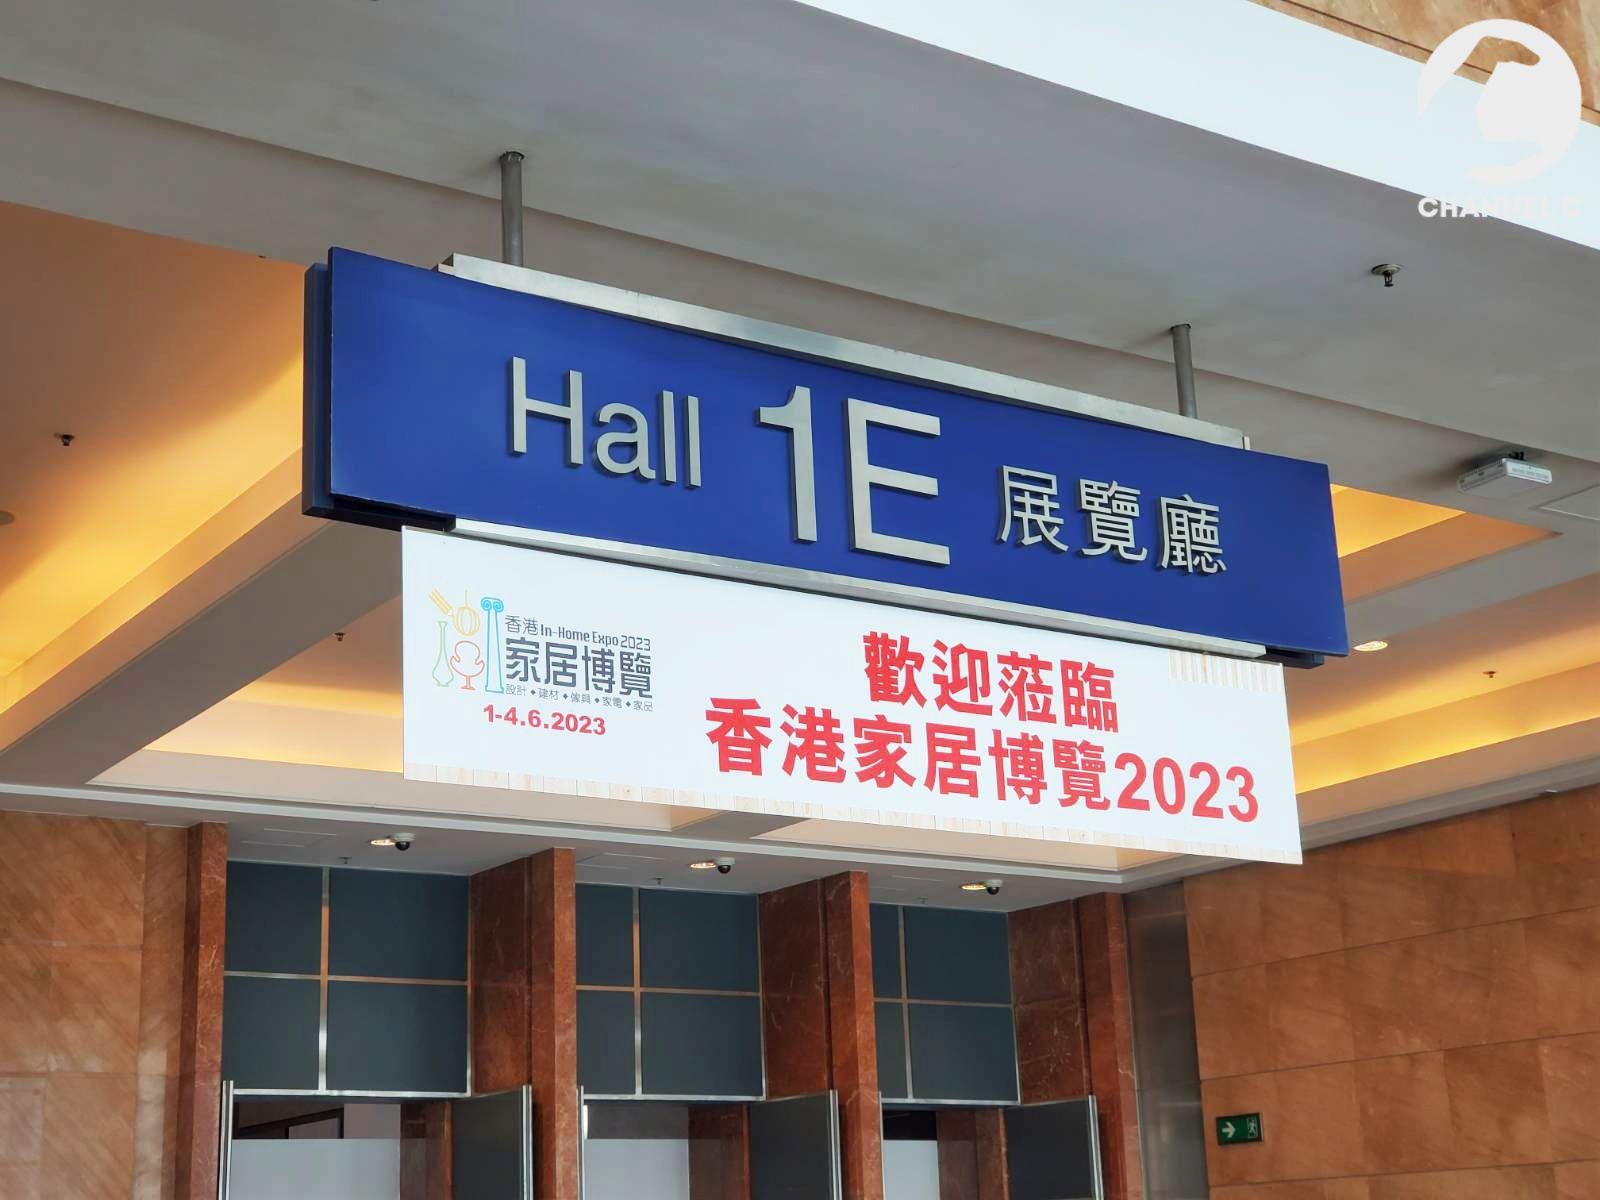 CHANNEL C
Hall 1E 展覽廳
香港 In-Home Expo 2023
家居博覽
設計◆建材◆傢具◆家電◆家品
1-4.6.2023
歡迎蒞臨
香港家居博覽2023